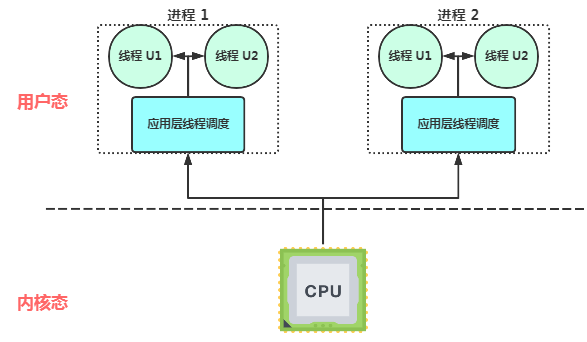 进程 1
进程 2
线程 U1
线程 U2
线程 U1
线程 U2
用户态
应用层线程调度
应用层线程调度
CPU
内核态